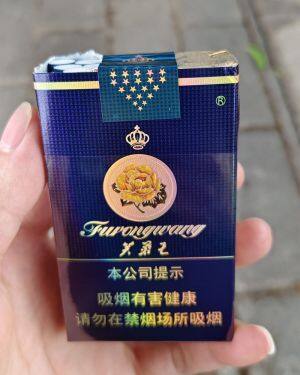 ®
Furongwang
芙蓉王
本公司提示
吸烟有害健康
请勿在禁烟场所吸烟